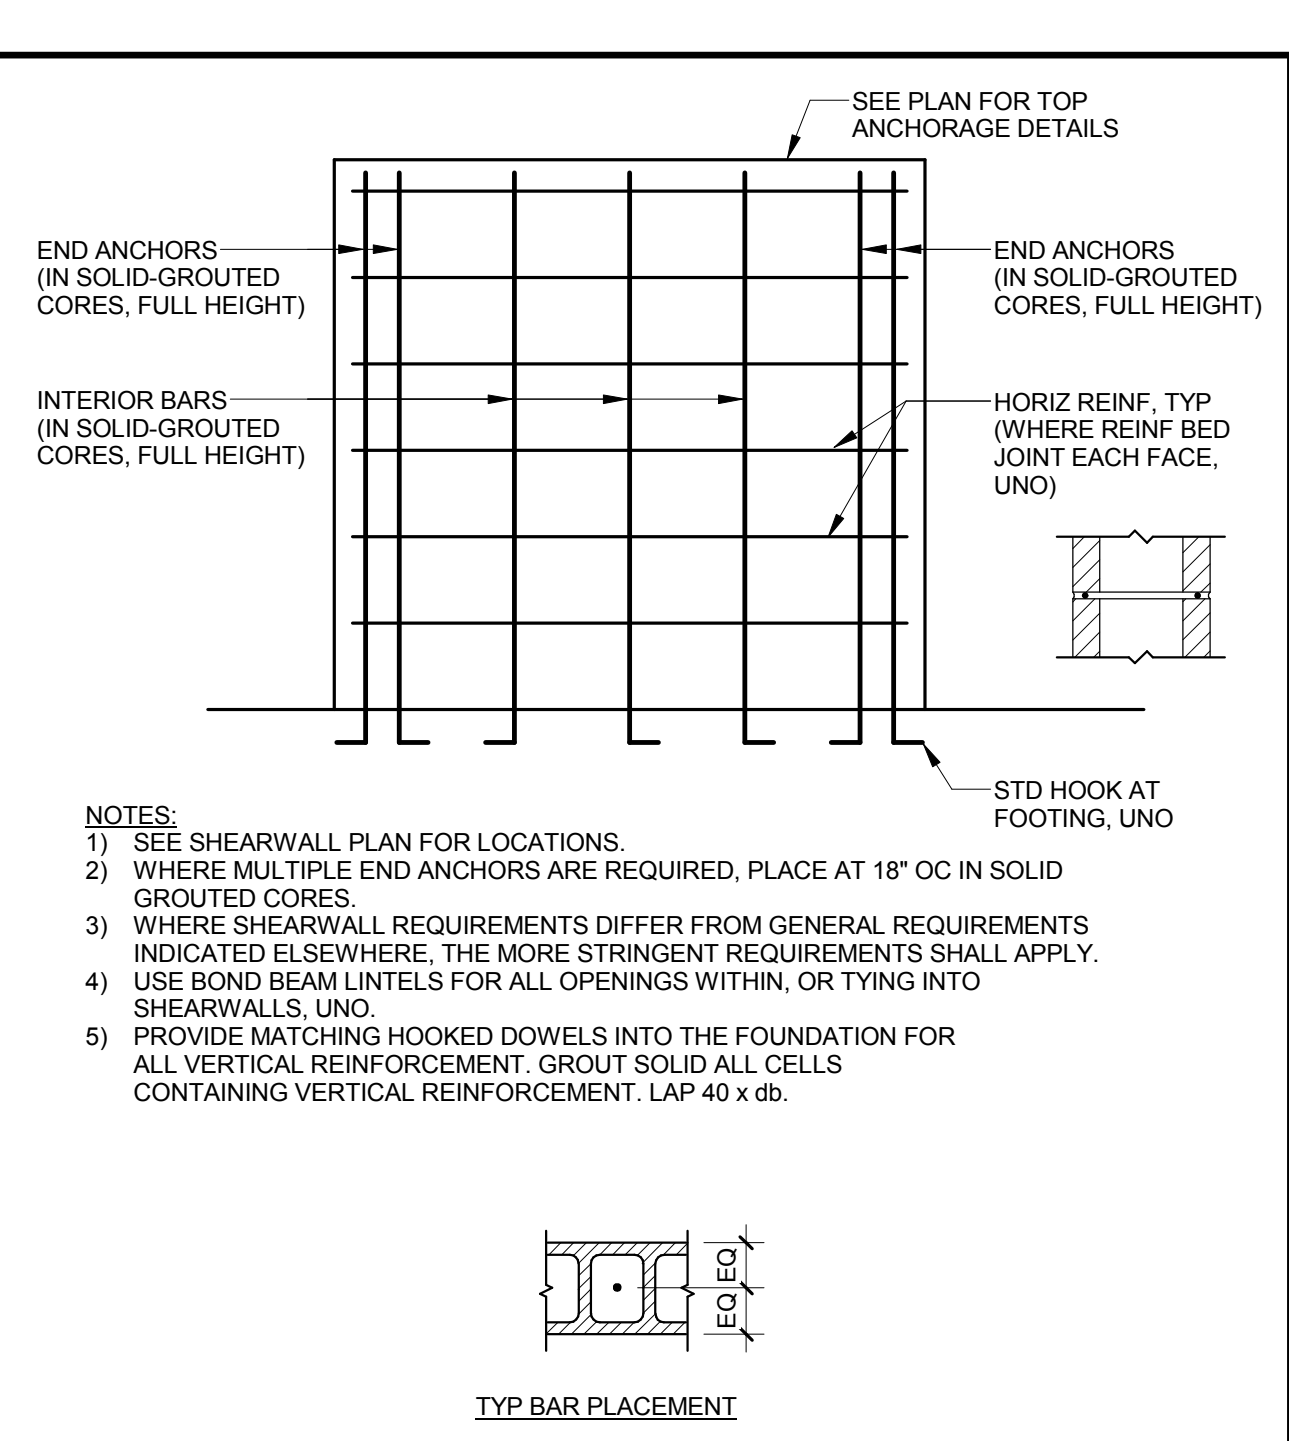 SEE PLAN FOR TOP
ANCHORAGE DETAILS
END ANCHORS
(IN SOLID-GROUTED
CORES, FULL HEIGHT)
END ANCHORS
(IN SOLID-GROUTED
CORES, FULL HEIGHT)
INTERIOR BARS
(IN SOLID-GROUTED
CORES, FULL HEIGHT)
HORIZ REINF, TYP
(WHERE REINF BED
JOINT EACH FACE,
UNO)
STD HOOK AT
FOOTING, UNO
NOTES:
1) SEE SHEARWALL PLAN FOR LOCATIONS.
2) WHERE MULTIPLE END ANCHORS ARE REQUIRED, PLACE AT 18" OC IN SOLID
GROUTED CORES.
3) WHERE SHEARWALL REQUIREMENTS DIFFER FROM GENERAL REQUIREMENTS
INDICATED ELSEWHERE, THE MORE STRINGENT REQUIREMENTS SHALL APPLY.
4) USE BOND BEAM LINTELS FOR ALL OPENINGS WITHIN, OR TYING INTO
SHEARWALLS, UNO.
5) PROVIDE MATCHING HOOKED DOWELS INTO THE FOUNDATION FOR
ALL VERTICAL REINFORCEMENT. GROUT SOLID ALL CELLS
CONTAINING VERTICAL REINFORCEMENT. LAP 40 x db.
EQ
EQ
TYP BAR PLACEMENT